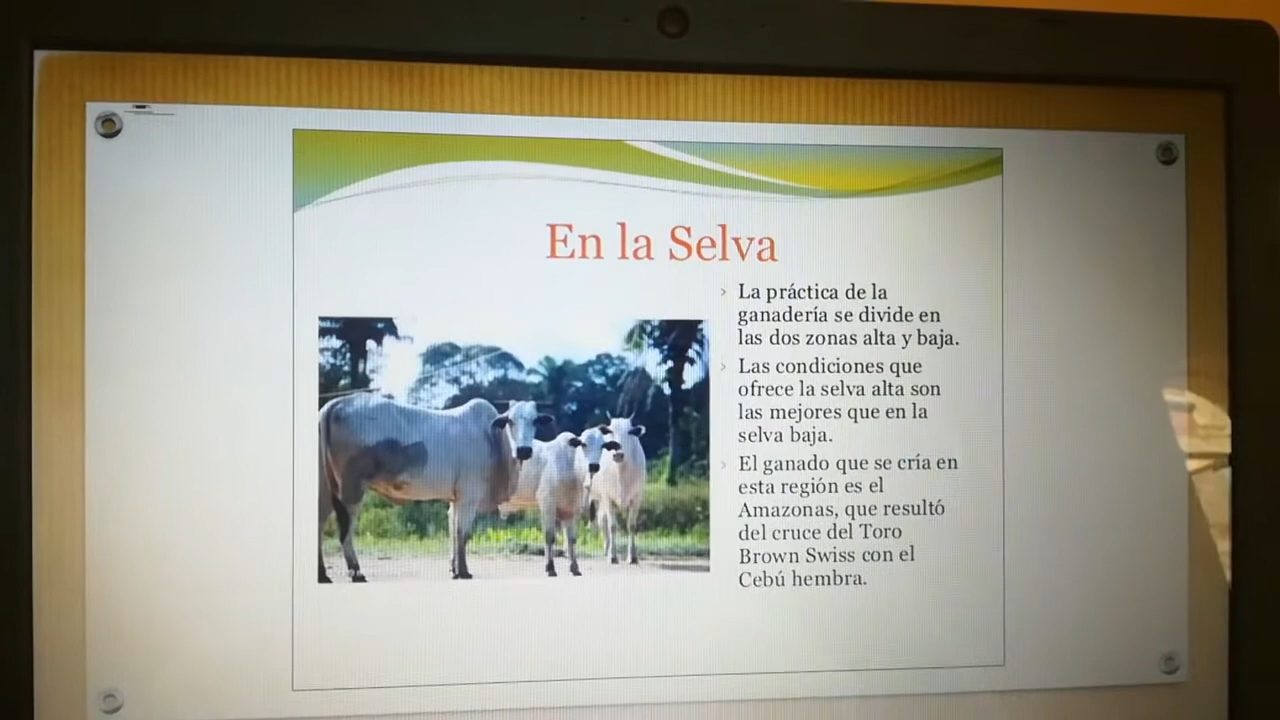 En la Selva
La práctica de la
ganadería se divide en
las dos zonas alta y baja.
Las condiciones que
ofrece la selva alta son
las mejores que en la
selva baja.
El ganado que se cría en
esta región es el
Amazonas, que resultó
del cruce del Toro
Brown Swiss con el
Cebú hembra.